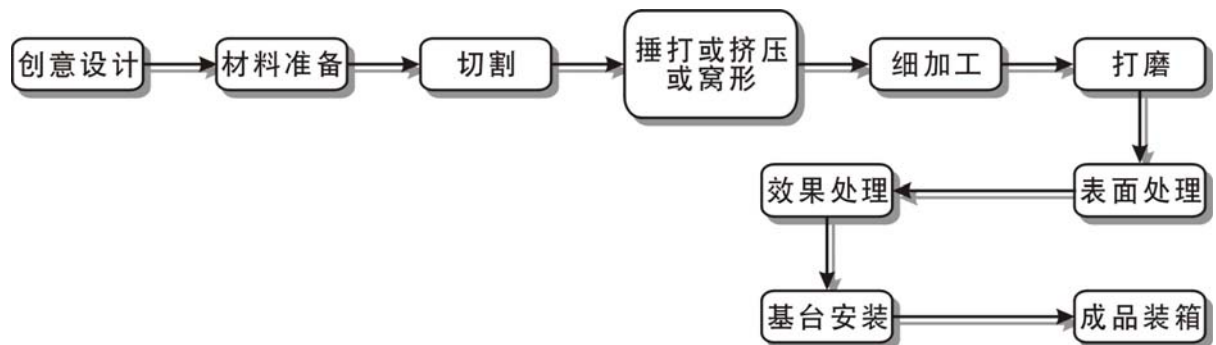 创意设计
材料准备
切割
捶打或挤压
或窝形
细加工
打磨
表面处理
效果处理
基台安装
成品装箱